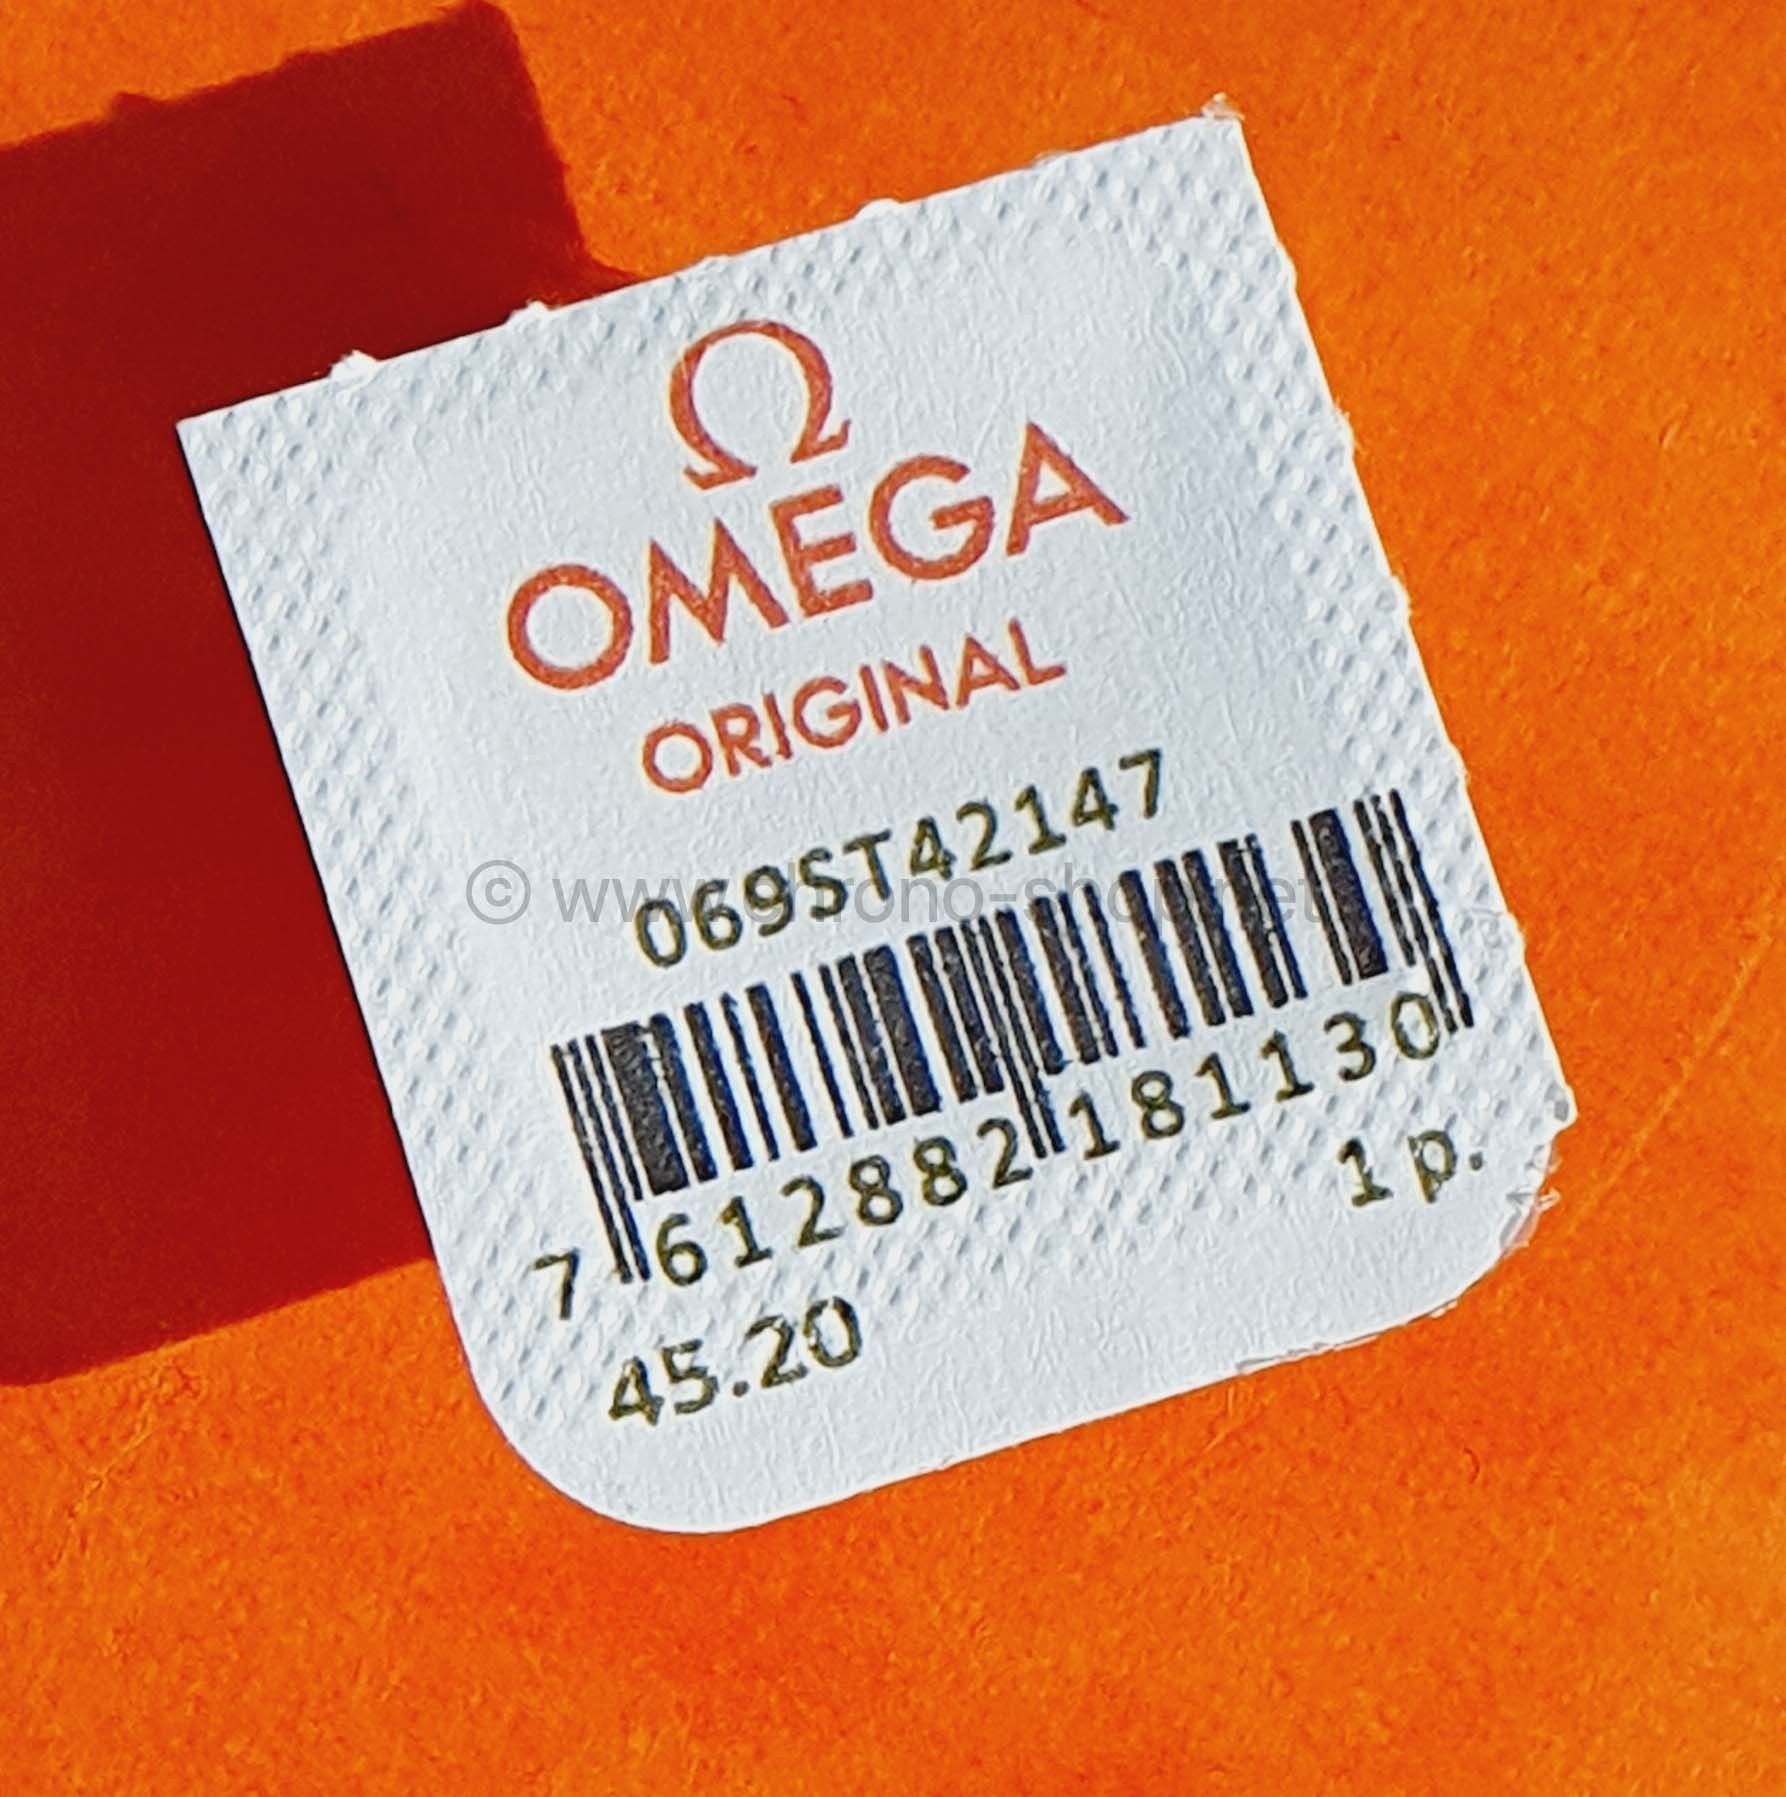 Ω
OMEGA
ORIGINAL
069ST42147
© www.chrono-shop.net
7 612882 181130
1 p.
45.20